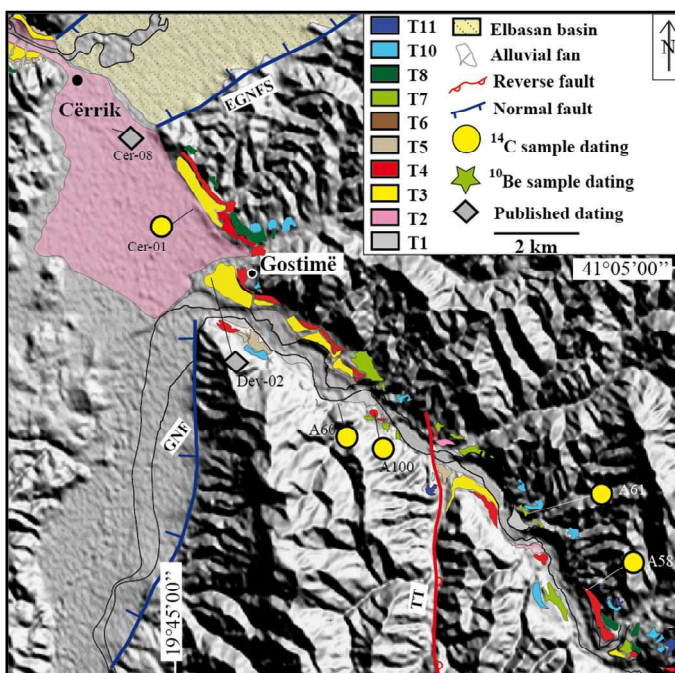 T11
T10
T8
T7
T6
T5
T4
T3
T2
T1
Elbasan basin
Alluvial fan
Reverse fault
Normal fault
¹⁴C sample dating
¹⁰Be sample dating
Published dating
2 km
N
41°05'00''
Cërrik
EGNFS
Cer-08
Cer-01
Gostimë
Dev-02
GNF
A60
A100
A61
A58
TT
19°45'00''